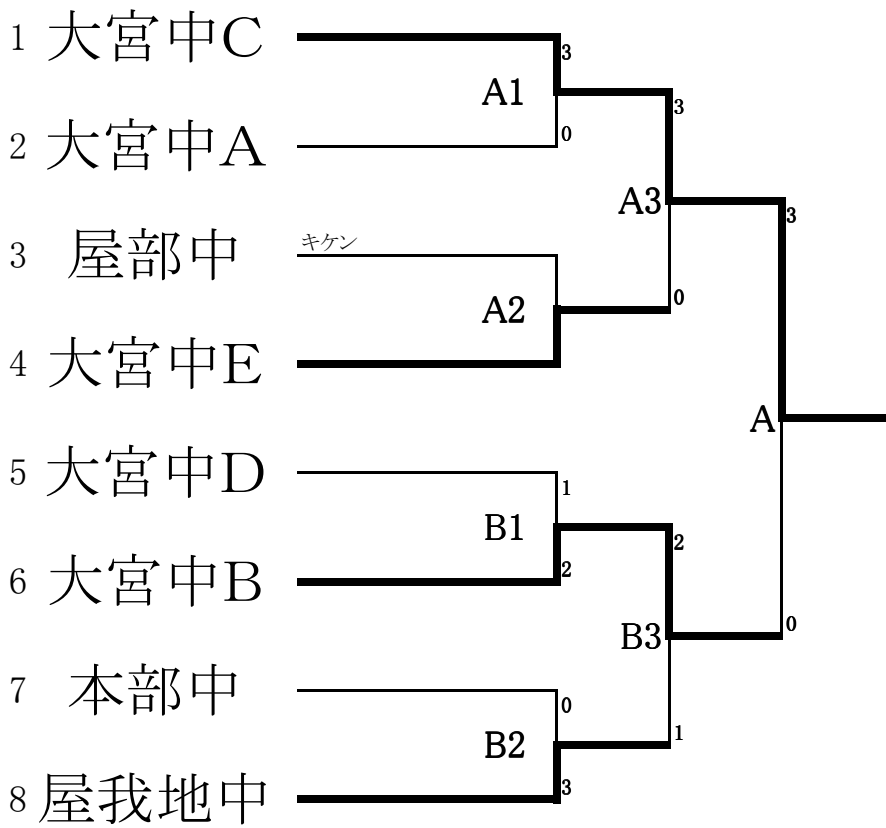 1 大宮中C
3
A1
3
2 大宮中A
0
A3
3
3 屋部中
キケン
A2
0
4 大宮中E
A
5 大宮中D
1
B1
2
6 大宮中B
2
B3
0
7 本部中
0
B2
1
8 屋我地中
3